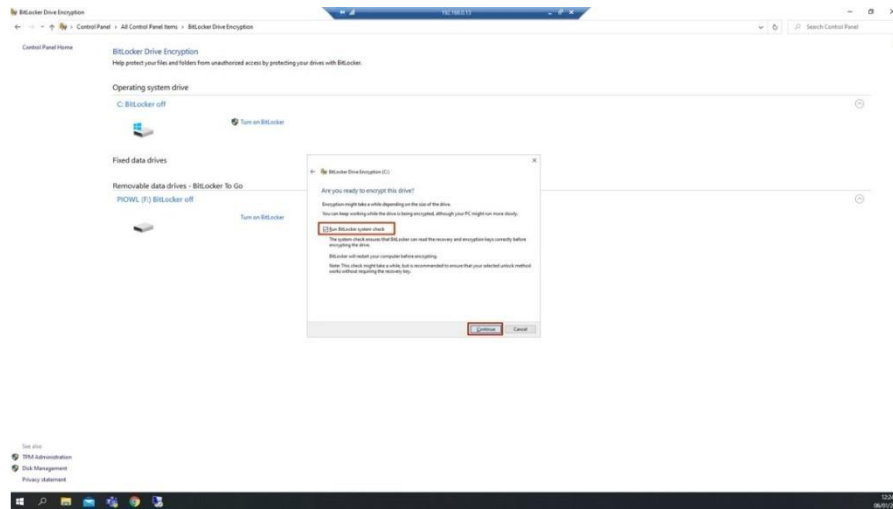 BitLocker Drive Encryption
192.168.0.13
Control Panel > All Control Panel Items > BitLocker Drive Encryption
Search Control Panel
Control Panel Home
BitLocker Drive Encryption
Help protect your files and folders from unauthorized access by protecting your drives with BitLocker.
Operating system drive
C: BitLocker off
Turn on BitLocker
Fixed data drives
Removable data drives - BitLocker To Go
PIOWL (F:) BitLocker off
Turn on BitLocker
BitLocker Drive Encryption (C:)
Are you ready to encrypt this drive?
Encryption might take a while depending on the size of the drive.
You can keep working while the drive is being encrypted, although your PC might run more slowly.
Run BitLocker system check
The system check ensures that BitLocker can read the recovery and encryption keys correctly before
encrypting the drive.
BitLocker will restart your computer before encrypting.
Note: This check might take a while, but is recommended to ensure that your selected unlock method
works without requiring the recovery key.
Continue
Cancel
See also
TPM Administration
Disk Management
Privacy statement